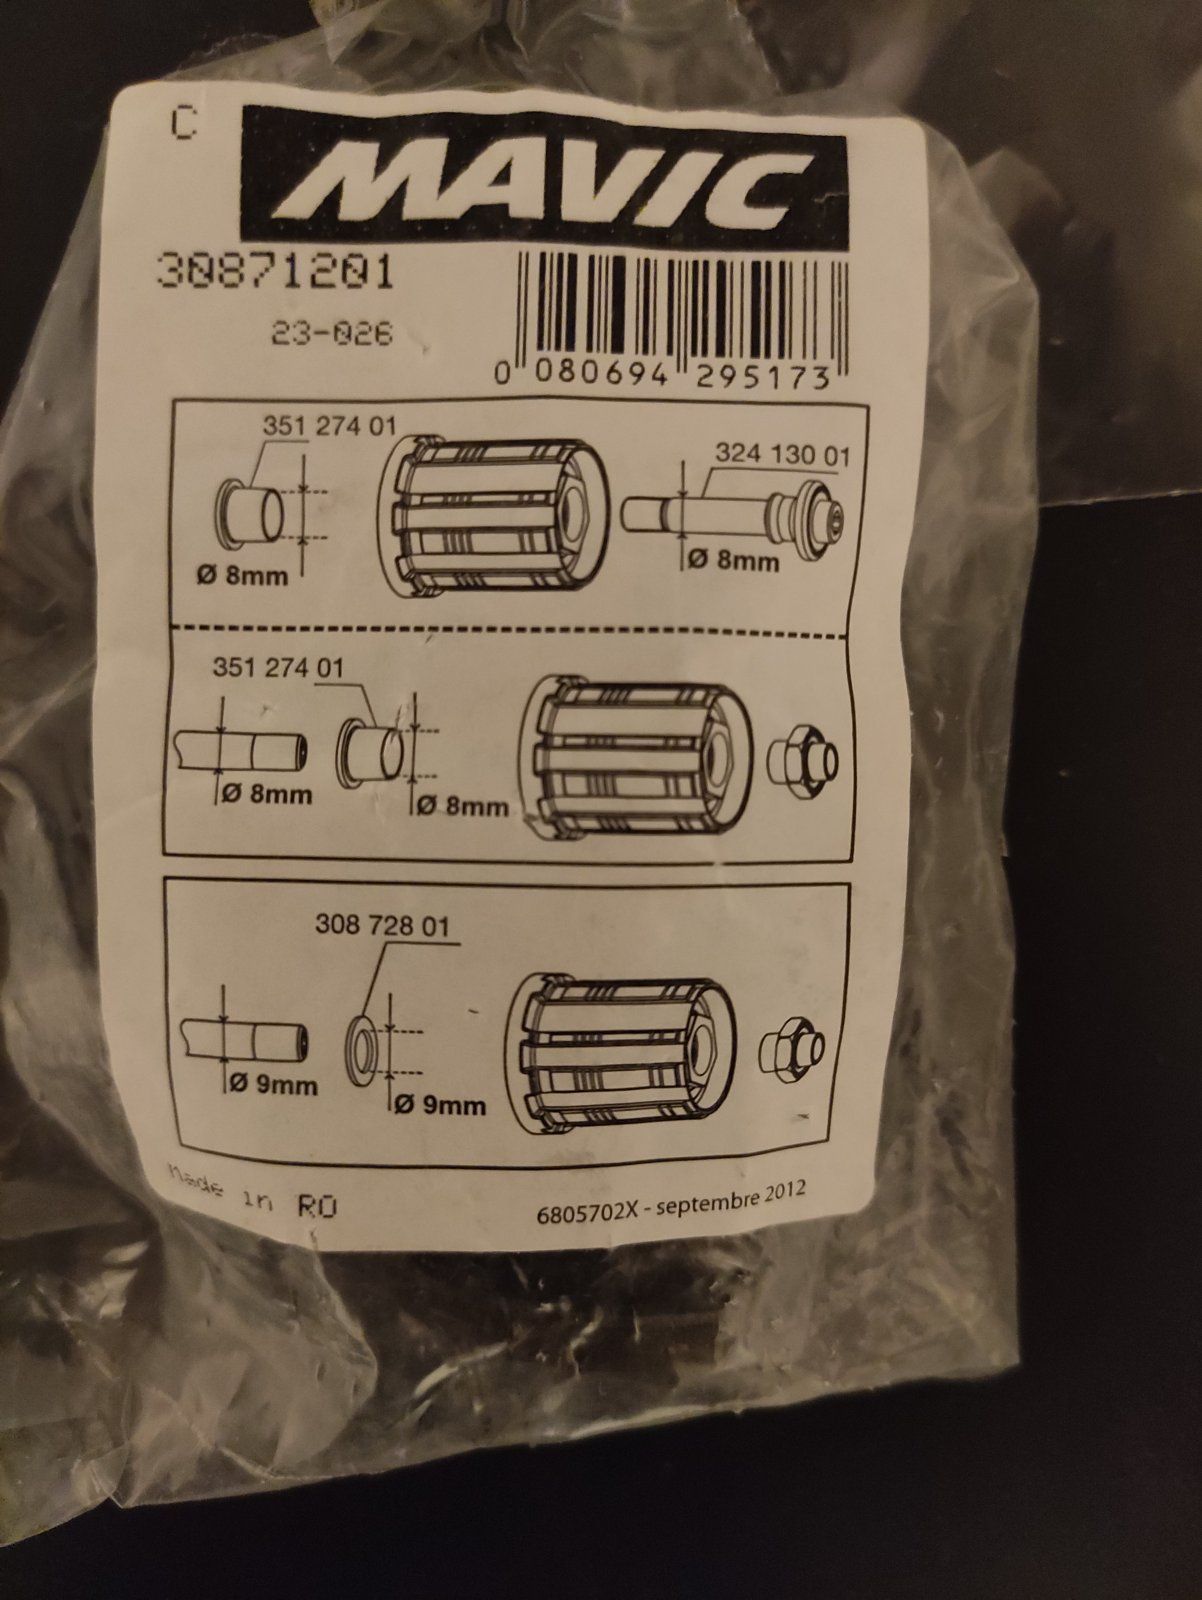 C
MAVIC
30871201
23-026
0 080694 295173
351 274 01
324 130 01
Ø 8mm
Ø 8mm
351 274 01
Ø 8mm
Ø 8mm
308 728 01
Ø 9mm
Ø 9mm
made in RO
6805702X - septembre 2012